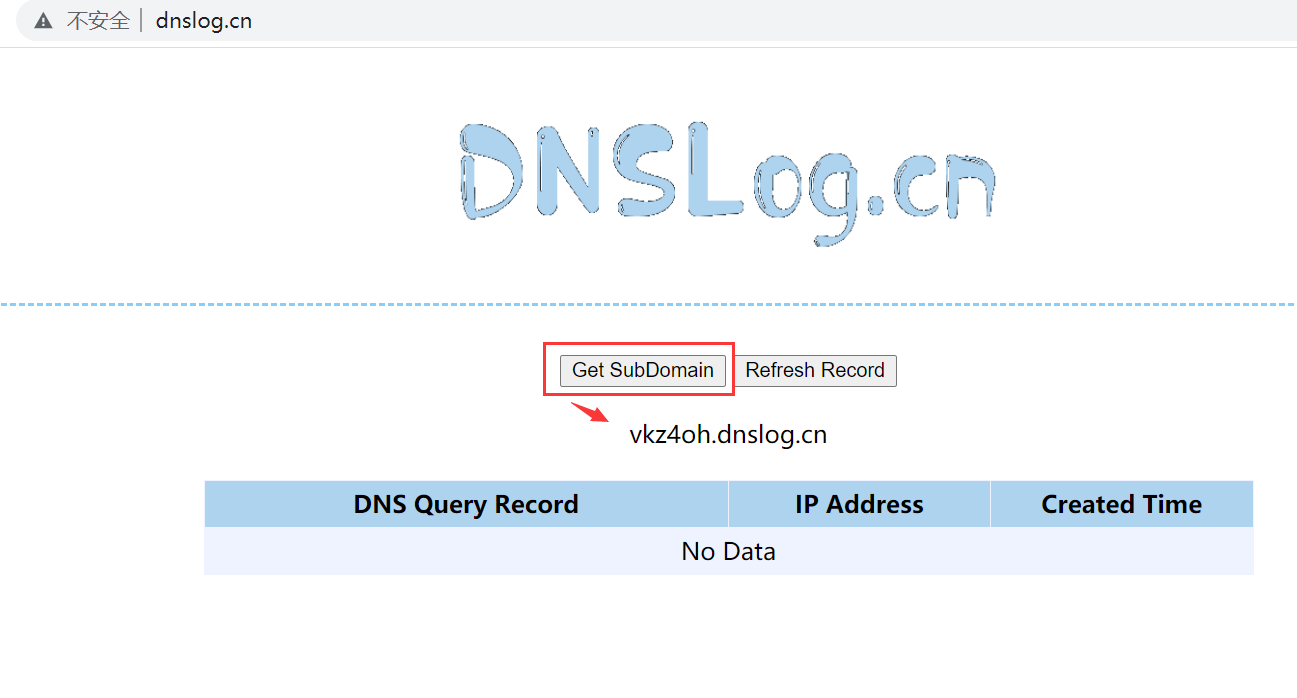 不安全 | dnslog.cn
DNSLog.cn
Get SubDomain Refresh Record
vkz4oh.dnslog.cn
DNS Query Record IP Address Created Time
No Data